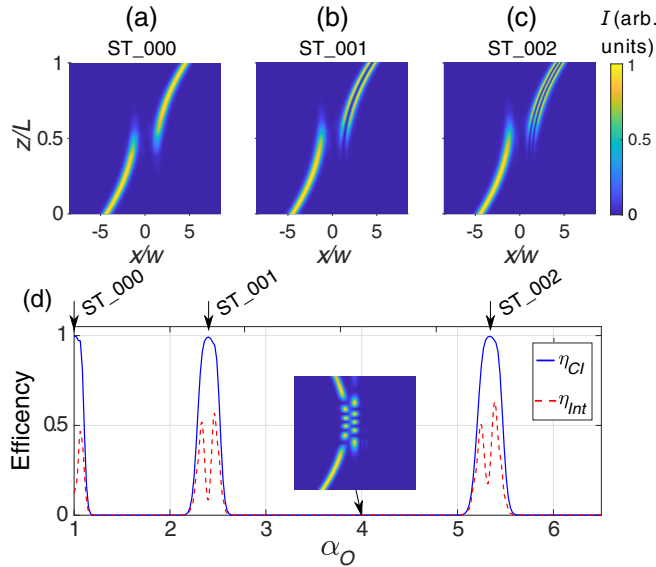 (a) (b) (c) I (arb. units)
ST_000 ST_001 ST_002
1 1
z/L 0.5 0.5
0 0
-5 0 5 -5 0 5 -5 0 5
x/w x/w x/w
(d) ST_000 ST_001 ST_002
1
η_Cl
η_Int
Efficency 0.5
0
1 2 3 4 5 6
α_O